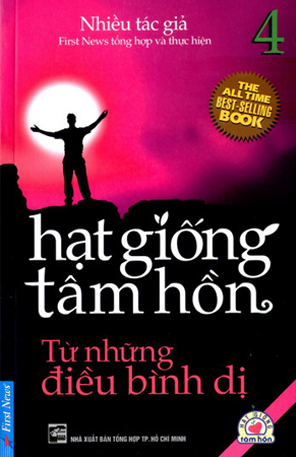 Nhiều tác giả
First News tổng hợp và thực hiện
4
THE
ALL TIME
BEST-SELLING
BOOK
hạt giống
tâm hồn
Từ những
điều bình dị
First News
NHÀ XUẤT BẢN TỔNG HỢP TP. HỒ CHÍ MINH
HẠT GIỐNG
tâm hồn